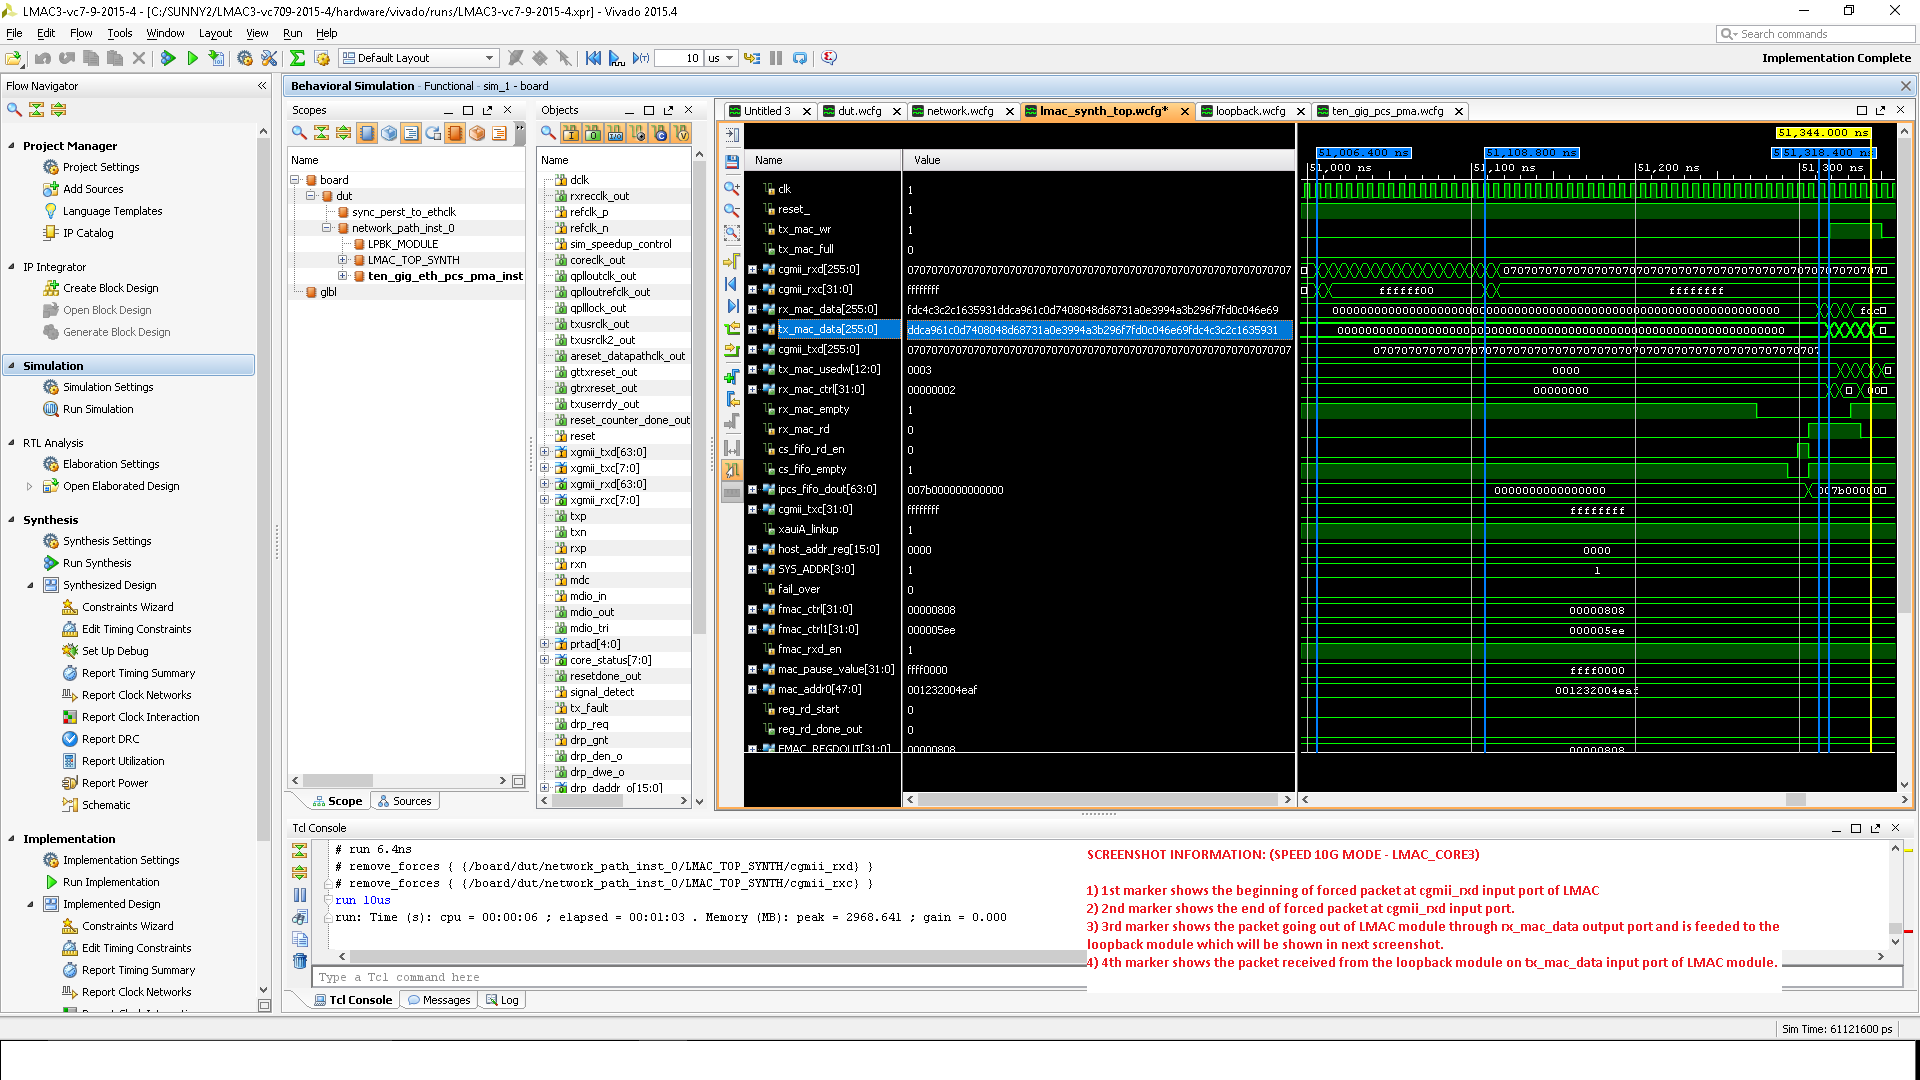 LMAC3-vc7-9-2015-4 - [C:/SUNNY2/LMAC3-vc709-2015-4/hardware/vivado/runs/LMAC3-vc7-9-2015-4.xpr] - Vivado 2015.4
File Edit Flow Tools Window Layout View Run Help
Search commands
Default Layout
10 us
Implementation Complete
Flow Navigator
Project Manager
Project Settings
Add Sources
Language Templates
IP Catalog
IP Integrator
Create Block Design
Open Block Design
Generate Block Design
Simulation
Simulation Settings
Run Simulation
RTL Analysis
Elaboration Settings
Open Elaborated Design
Synthesis
Synthesis Settings
Run Synthesis
Synthesized Design
Constraints Wizard
Edit Timing Constraints
Set Up Debug
Report Timing Summary
Report Clock Networks
Report Clock Interaction
Report DRC
Report Utilization
Report Power
Schematic
Implementation
Implementation Settings
Run Implementation
Implemented Design
Constraints Wizard
Edit Timing Constraints
Report Timing Summary
Report Clock Networks
Behavioral Simulation - Functional - sim_1 - board
Scopes
Name
board
dut
sync_perst_to_ethclk
network_path_inst_0
LPBK_MODULE
LMAC_TOP_SYNTH
ten_gig_eth_pcs_pma_inst
glbl
Scope Sources
Objects
Name
dclk
rxrecclk_out
refclk_p
refclk_n
sim_speedup_control
coreclk_out
qplloutclk_out
qplloutrefclk_out
qplllock_out
txusrclk_out
txusrclk2_out
areset_datapathclk_out
gttxreset_out
gtrxreset_out
txuserrdy_out
reset_counter_done_out
reset
xgmii_txd[63:0]
xgmii_txc[7:0]
xgmii_rxd[63:0]
xgmii_rxc[7:0]
txp
txn
rxp
rxn
mdc
mdio_in
mdio_out
mdio_tri
prtad[4:0]
core_status[7:0]
resetdone_out
signal_detect
tx_fault
drp_req
drp_gnt
drp_den_o
drp_dwe_o
drp_daddr_o[15:0]
Untitled 3 dut.wcfg network.wcfg lmac_synth_top.wcfg* loopback.wcfg ten_gig_pcs_pma.wcfg
Name Value
51,344.000 ns
51,006.400 ns 51,108.800 ns 51,318.400 ns
51,000 ns 51,100 ns 51,200 ns 51,300 ns
clk 1
reset_ 1
tx_mac_wr 1
tx_mac_full 0
cgmii_rxd[255:0]
cgmii_rxc[31:0] ffffffff ffffff00 ffffffff
rx_mac_data[255:0] fdc4c3c2c1635931ddca961c0d7408048d68731a0e3994a3b296f7fd0c046e69
tx_mac_data[255:0] ddca961c0d7408048d68731a0e3994a3b296f7fd0c046e69fdc4c3c2c1635931
cgmii_txd[255:0]
tx_mac_usedw[12:0] 0003 0000
rx_mac_ctrl[31:0] 00000002 00000000
rx_mac_empty 1
rx_mac_rd 0
cs_fifo_rd_en 0
cs_fifo_empty 1
ipcs_fifo_dout[63:0] 007b000000000000 0000000000000000 007b00000
cgmii_txc[31:0] ffffffff ffffffff
xauiA_linkup 1
host_addr_reg[15:0] 0000 0000
SYS_ADDR[3:0] 1 1
fail_over 0
fmac_ctrl[31:0] 00000808 00000808
fmac_ctrl1[31:0] 000005ee 000005ee
fmac_rxd_en 1
mac_pause_value[31:0] ffff0000 ffff0000
mac_addr0[47:0] 001232004eaf 001232004eaf
reg_rd_start 0
reg_rd_done_out 0
FMAC_REGDOUT[31:0] 00000808 00000808
Tcl Console
# run 6.4ns
# remove_forces { {/board/dut/network_path_inst_0/LMAC_TOP_SYNTH/cgmii_rxd} }
# remove_forces { {/board/dut/network_path_inst_0/LMAC_TOP_SYNTH/cgmii_rxc} }
run 10us
run: Time (s): cpu = 00:00:06 ; elapsed = 00:01:03 . Memory (MB): peak = 2968.641 ; gain = 0.000
Type a Tcl command here
Tcl Console Messages Log
SCREENSHOT INFORMATION: (SPEED 10G MODE - LMAC_CORE3)
1) 1st marker shows the beginning of forced packet at cgmii_rxd input port of LMAC
2) 2nd marker shows the end of forced packet at cgmii_rxd input port.
3) 3rd marker shows the packet going out of LMAC module through rx_mac_data output port and is feeded to the
loopback module which will be shown in next screenshot.
4) 4th marker shows the packet received from the loopback module on tx_mac_data input port of LMAC module.
Sim Time: 61121600 ps